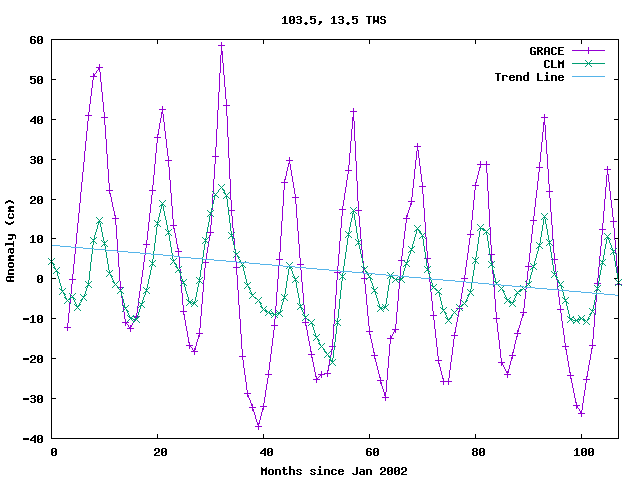 103.5, 13.5 TWS
GRACE
CLM
Trend Line
Anomaly (cm)
60
50
40
30
20
10
0
-10
-20
-30
-40
0 20 40 60 80 100
Months since Jan 2002